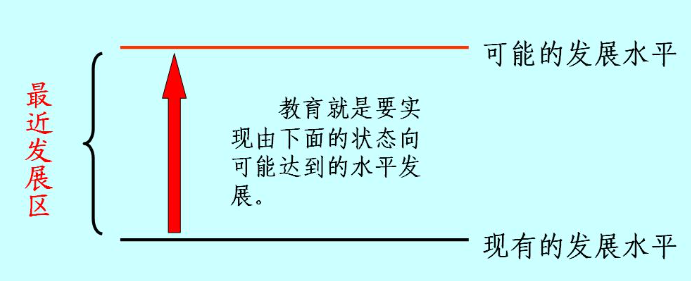 可能的发展水平
最近发展区
教育就是要实
现由下面的状态向
可能达到的水平发
展。
现有的发展水平